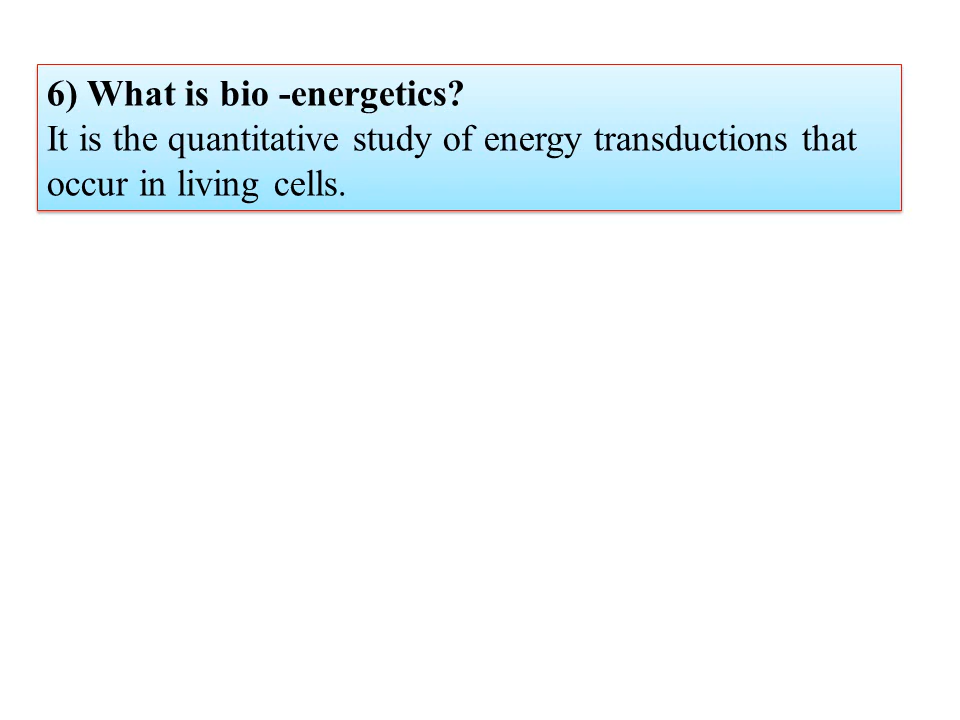 6) What is bio -energetics?
It is the quantitative study of energy transductions that
occur in living cells.